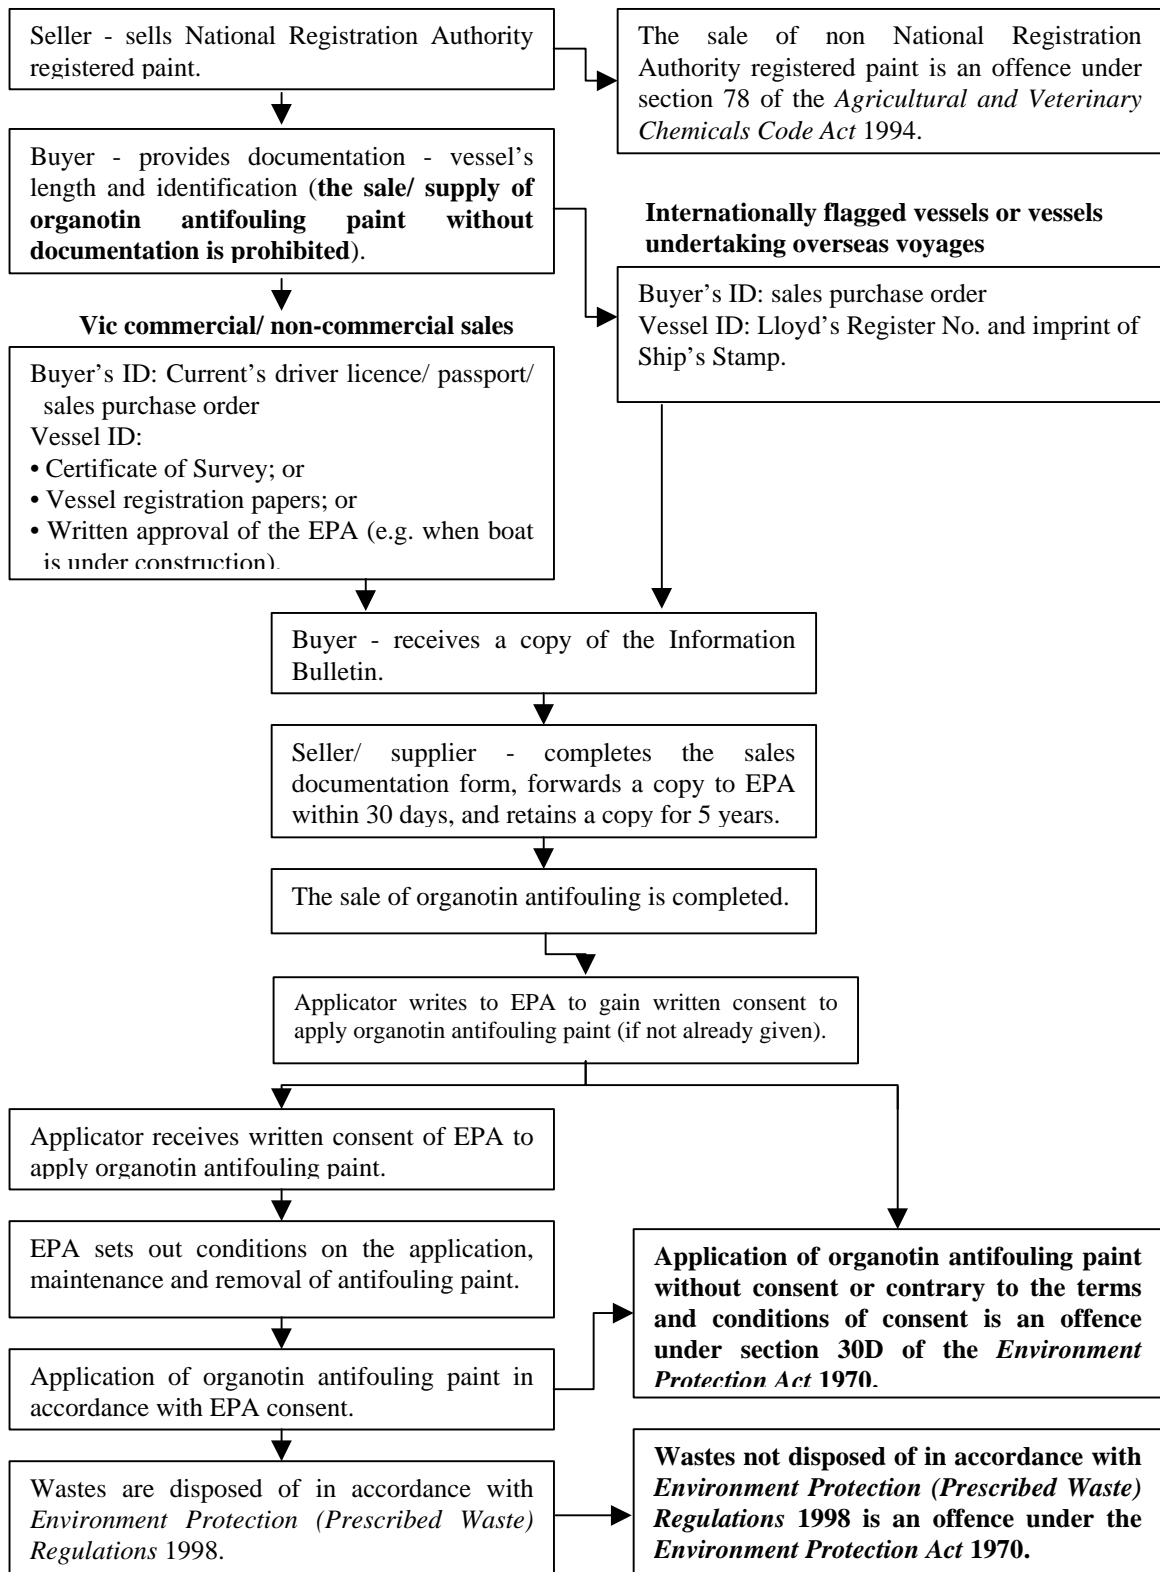 Seller - sells National Registration Authority
registered paint.
The sale of non National Registration
Authority registered paint is an offence under
section 78 of the Agricultural and Veterinary
Chemicals Code Act 1994.
Buyer - provides documentation - vessel's
length and identification (the sale/ supply of
organotin antifouling paint without
documentation is prohibited).
Internationally flagged vessels or vessels
undertaking overseas voyages
Buyer's ID: sales purchase order
Vessel ID: Lloyd's Register No. and imprint of
Ship's Stamp.
Vic commercial/ non-commercial sales
Buyer's ID: Current's driver licence/ passport/
sales purchase order
Vessel ID:
• Certificate of Survey; or
• Vessel registration papers; or
• Written approval of the EPA (e.g. when boat
is under construction).
Buyer - receives a copy of the Information
Bulletin.
Seller/ supplier - completes the sales
documentation form, forwards a copy to EPA
within 30 days, and retains a copy for 5 years.
The sale of organotin antifouling is completed.
Applicator writes to EPA to gain written consent to
apply organotin antifouling paint (if not already given).
Applicator receives written consent of EPA to
apply organotin antifouling paint.
EPA sets out conditions on the application,
maintenance and removal of antifouling paint.
Application of organotin antifouling paint
without consent or contrary to the terms
and conditions of consent is an offence
under section 30D of the Environment
Protection Act 1970.
Application of organotin antifouling paint in
accordance with EPA consent.
Wastes are disposed of in accordance with
Environment Protection (Prescribed Waste)
Regulations 1998.
Wastes not disposed of in accordance with
Environment Protection (Prescribed Waste)
Regulations 1998 is an offence under the
Environment Protection Act 1970.